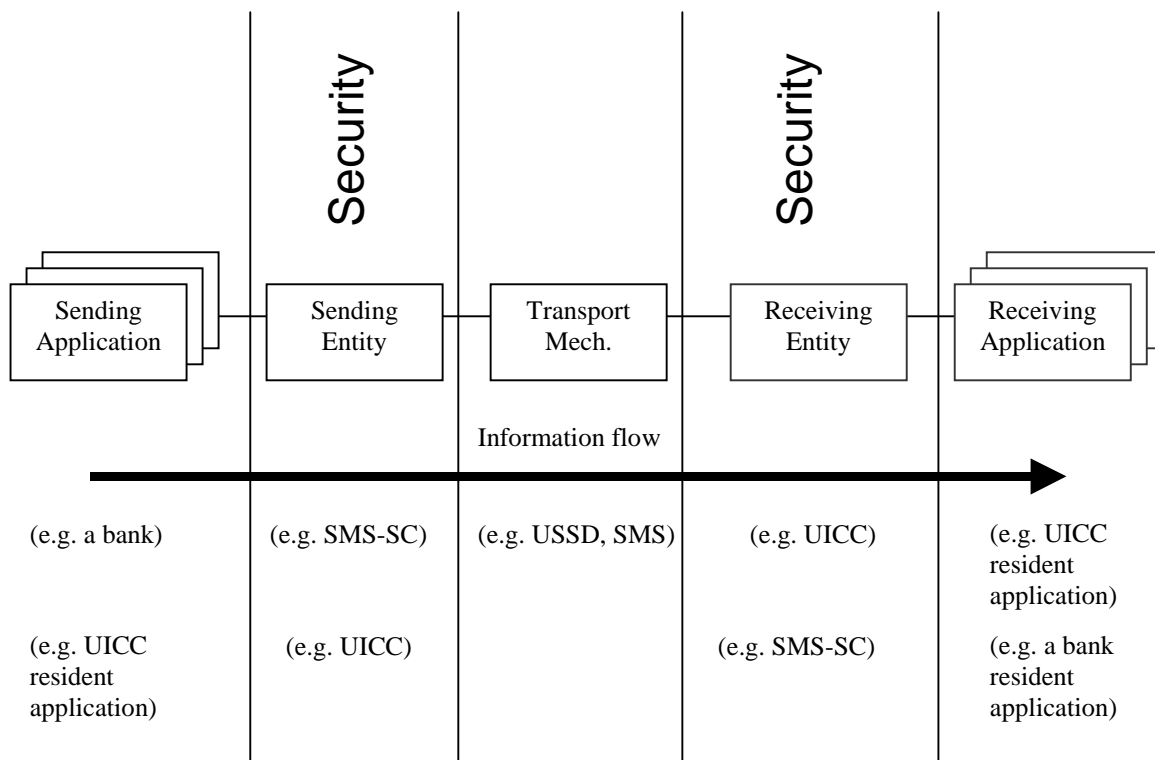 Security
Security
Sending
Application
Sending
Entity
Transport
Mech.
Receiving
Entity
Receiving
Application
Information flow
(e.g. a bank)
(e.g. SMS-SC)
(e.g. USSD, SMS)
(e.g. UICC)
(e.g. UICC
resident
application)
(e.g. UICC
resident
application)
(e.g. UICC)
(e.g. SMS-SC)
(e.g. a bank
resident
application)